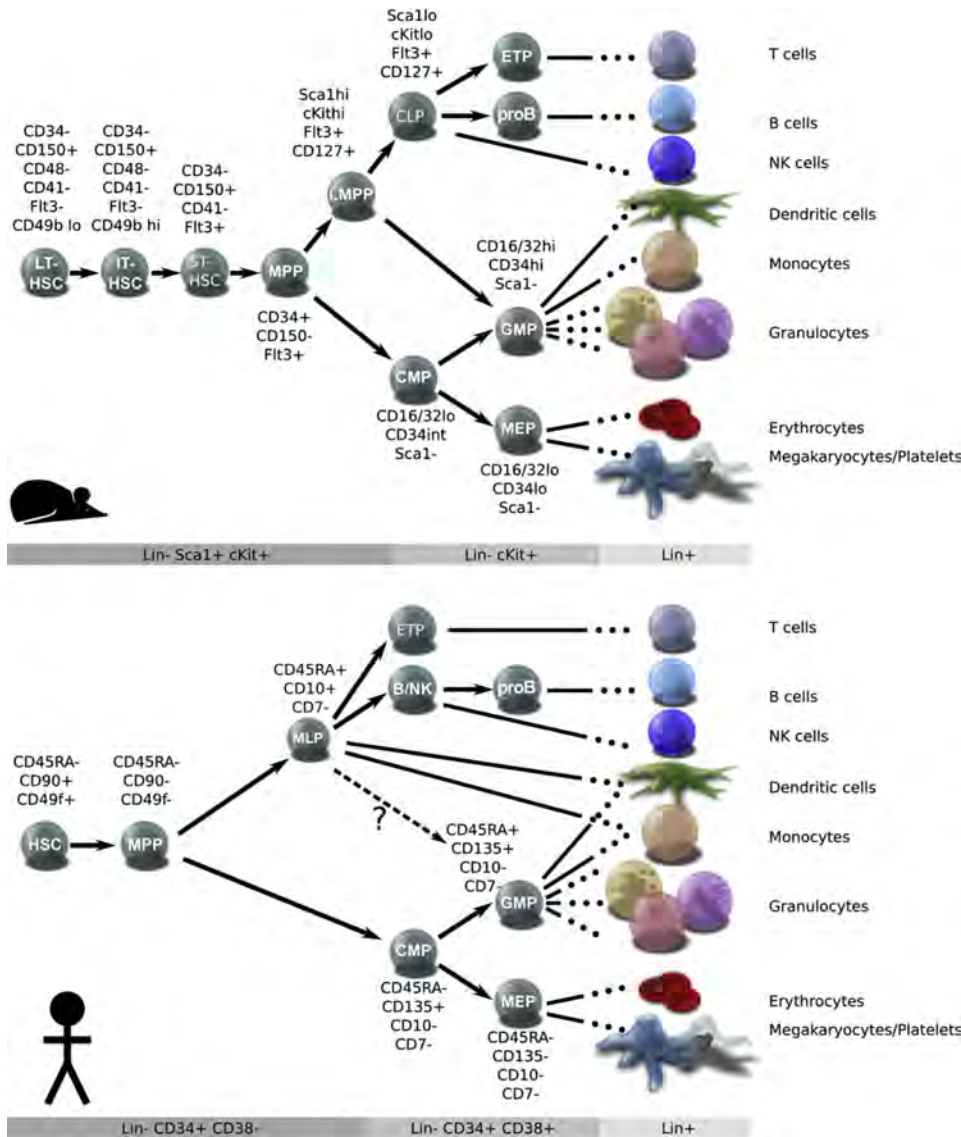 Sca1lo
cKitlo
Flt3+
CD127+
ETP
T cells
Sca1hi
cKithi
Flt3+
CD127+
CLP
proB
B cells
NK cells
CD34-
CD150+
CD48-
CD41-
Flt3-
CD49b lo
CD34-
CD150+
CD48-
CD41-
Flt3-
CD49b hi
CD34-
CD150+
CD41-
Flt3+
LMPP
Dendritic cells
CD16/32hi
CD34hi
Sca1-
LT-
HSC
IT-
HSC
ST-
HSC
MPP
Monocytes
CD34+
CD150-
Flt3+
GMP
Granulocytes
CMP
CD16/32lo
CD34int
Sca1-
MEP
CD16/32lo
CD34lo
Sca1-
Erythrocytes
Megakaryocytes/Platelets
Lin- Sca1+ cKit+
Lin- cKit+
Lin+
ETP
T cells
CD45RA+
CD10+
CD7-
B/NK
proB
B cells
MLP
NK cells
CD45RA-
CD90+
CD49f+
CD45RA-
CD90-
CD49f-
Dendritic cells
?
CD45RA+
CD135+
CD10-
CD7-
HSC
MPP
Monocytes
GMP
Granulocytes
CMP
CD45RA-
CD135+
CD10-
CD7-
MEP
CD45RA-
CD135-
CD10-
CD7-
Erythrocytes
Megakaryocytes/Platelets
Lin- CD34+ CD38-
Lin- CD34+ CD38+
Lin+